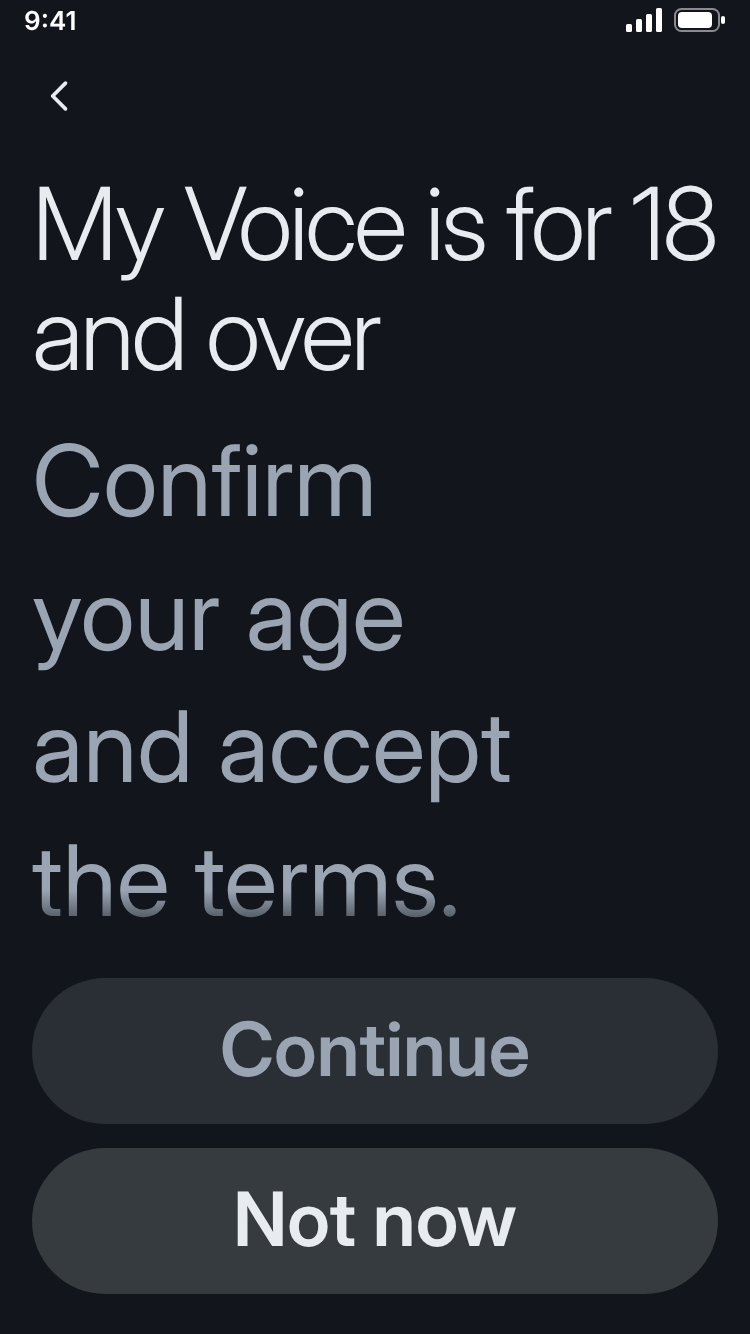 9:41
My Voice is for 18
and over
Confirm
your age
and accept
the terms.
Continue
Not now